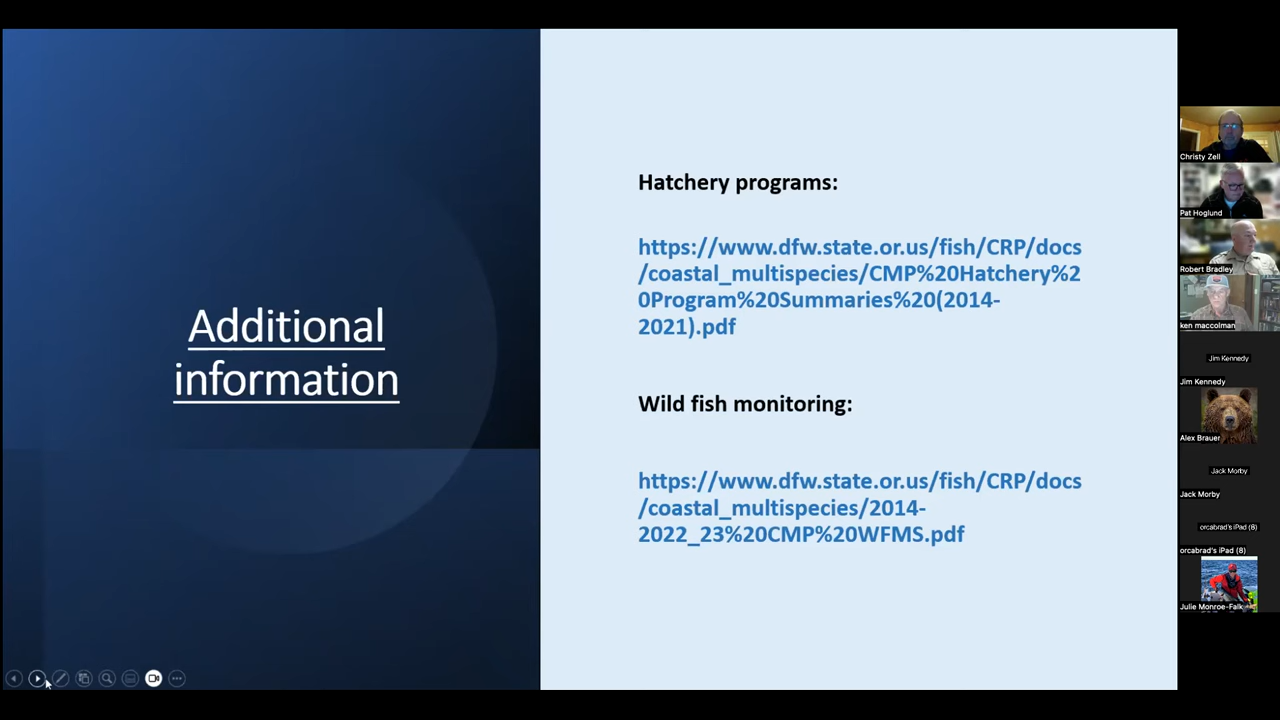 Additional
information
Hatchery programs:
https://www.dfw.state.or.us/fish/CRP/docs
/coastal_multispecies/CMP%20Hatchery%2
0Program%20Summaries%20(2014-
2021).pdf
Wild fish monitoring:
https://www.dfw.state.or.us/fish/CRP/docs
/coastal_multispecies/2014-
2022_23%20CMP%20WFMS.pdf
Christy Zell
Pat Hoglund
Robert Bradley
ken maccolman
Jim Kennedy
Jim Kennedy
Alex Brauer
Jack Morby
Jack Morby
orcabrad's iPad (8)
orcabrad's iPad (8)
Julie Monroe-Falk